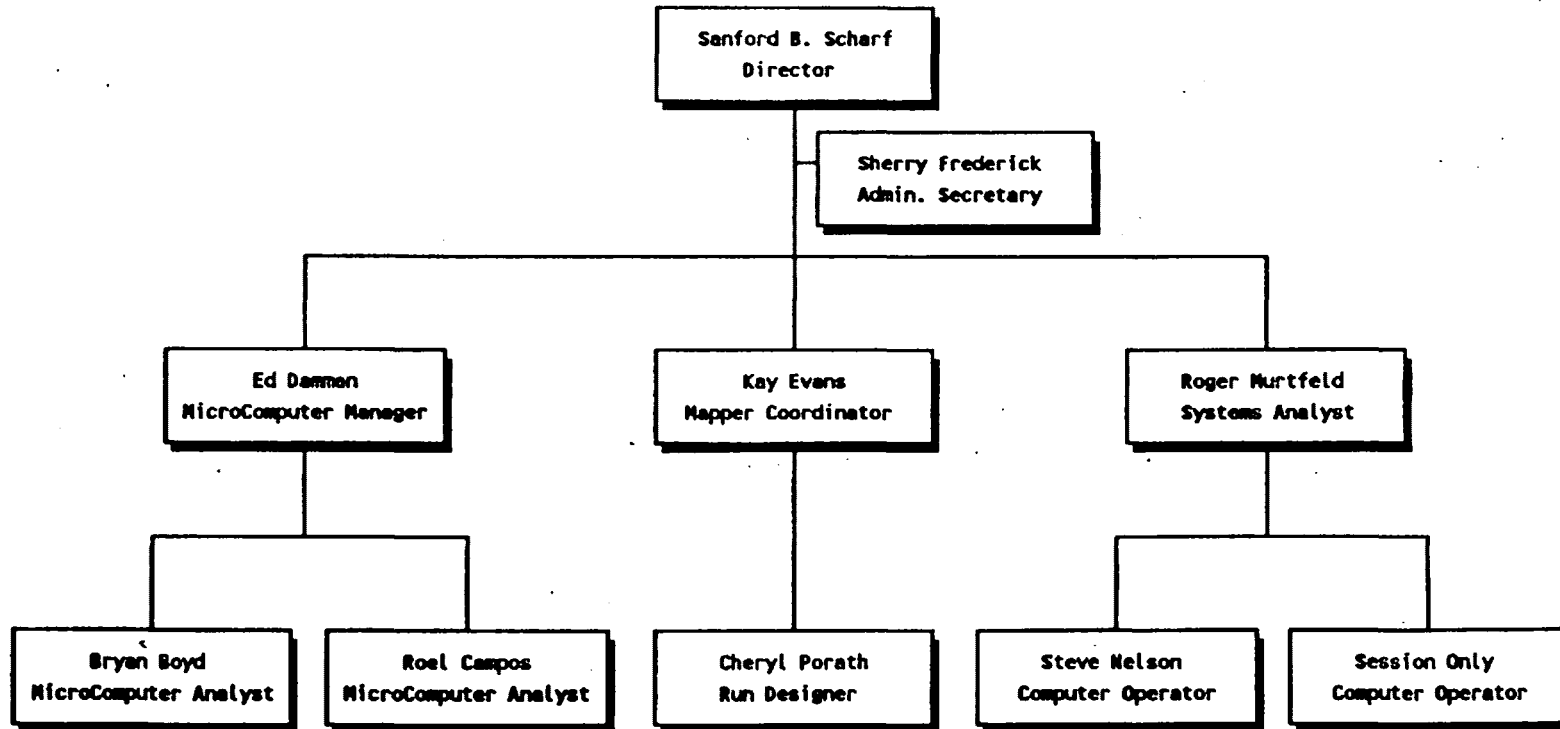 Sanford B. Scharf
Director
Sherry Frederick
Admin. Secretary
Ed Dammon
MicroComputer Manager
Kay Evans
Mapper Coordinator
Roger Murtfeld
Systems Analyst
Bryan Boyd
MicroComputer Analyst
Roel Campos
MicroComputer Analyst
Cheryl Porath
Run Designer
Steve Nelson
Computer Operator
Session Only
Computer Operator